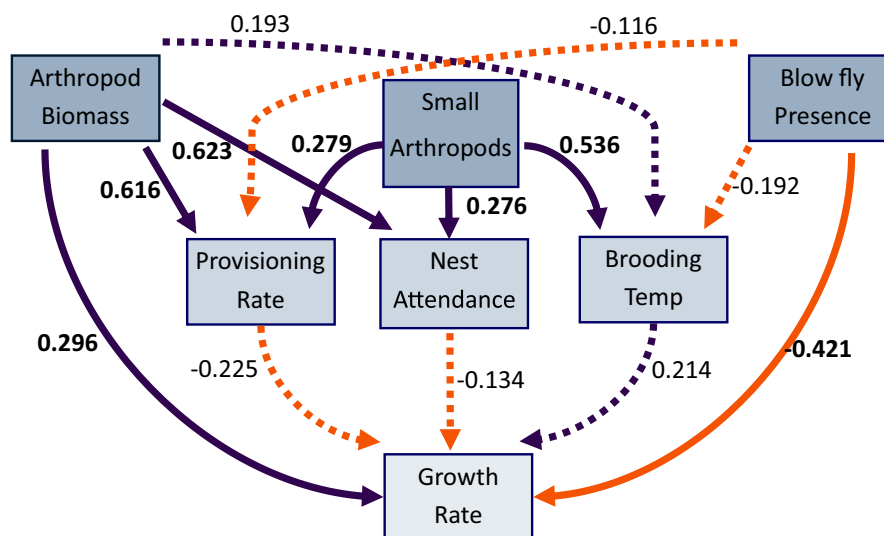 0.193
-0.116
Arthropod
Biomass
Small
Arthropods
Blow fly
Presence
0.623
0.279
0.536
0.616
0.276
-0.192
Provisioning
Rate
Nest
Attendance
Brooding
Temp
0.296
-0.225
-0.134
0.214
-0.421
Growth
Rate